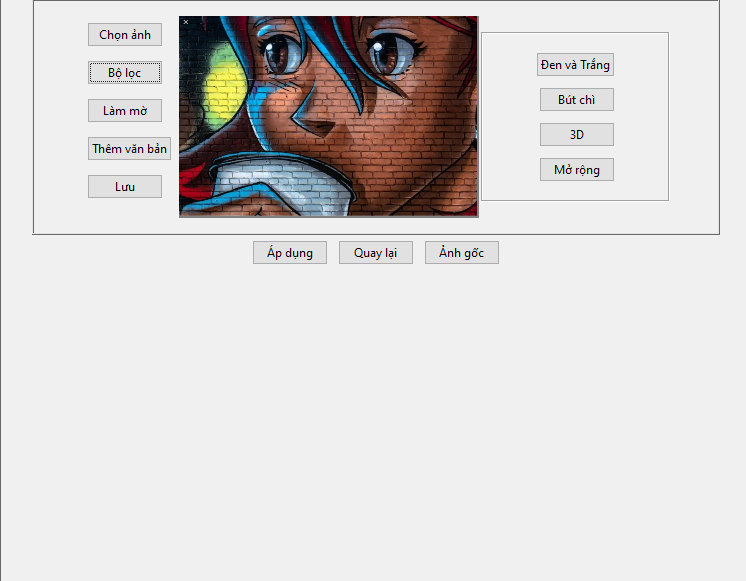 Chọn ảnh
Bộ lọc
Làm mờ
Thêm văn bản
Lưu
Đen và Trắng
Bút chì
3D
Mở rộng
Áp dụng
Quay lại
Ảnh gốc